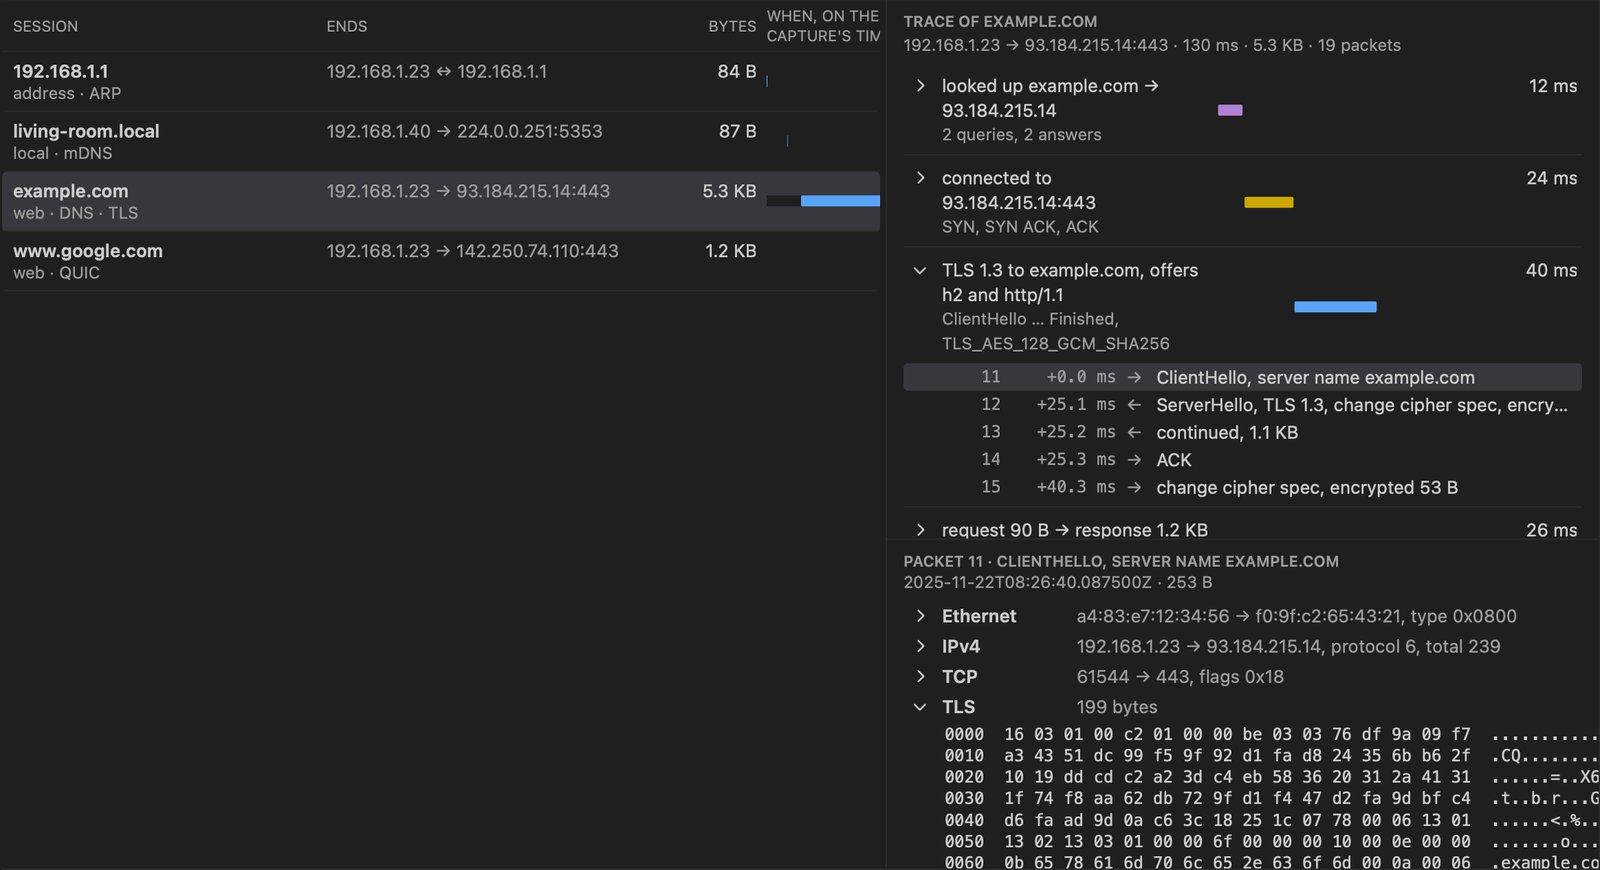 SESSION ENDS BYTES WHEN, ON THE CAPTURE'S TIM
192.168.1.1 192.168.1.23 ↔ 192.168.1.1 84 B
address · ARP
living-room.local 192.168.1.40 → 224.0.0.251:5353 87 B
local · mDNS
example.com 192.168.1.23 → 93.184.215.14:443 5.3 KB
web · DNS · TLS
www.google.com 192.168.1.23 → 142.250.74.110:443 1.2 KB
web · QUIC
TRACE OF EXAMPLE.COM
192.168.1.23 → 93.184.215.14:443 · 130 ms · 5.3 KB · 19 packets
looked up example.com → 12 ms
93.184.215.14
2 queries, 2 answers
connected to 24 ms
93.184.215.14:443
SYN, SYN ACK, ACK
TLS 1.3 to example.com, offers 40 ms
h2 and http/1.1
ClientHello ... Finished,
TLS_AES_128_GCM_SHA256
11 +0.0 ms → ClientHello, server name example.com
12 +25.1 ms ← ServerHello, TLS 1.3, change cipher spec, encry...
13 +25.2 ms ← continued, 1.1 KB
14 +25.3 ms → ACK
15 +40.3 ms → change cipher spec, encrypted 53 B
request 90 B → response 1.2 KB 26 ms
PACKET 11 · CLIENTHELLO, SERVER NAME EXAMPLE.COM
2025-11-22T08:26:40.087500Z · 253 B
Ethernet a4:83:e7:12:34:56 → f0:9f:c2:65:43:21, type 0x0800
IPv4 192.168.1.23 → 93.184.215.14, protocol 6, total 239
TCP 61544 → 443, flags 0x18
TLS 199 bytes
0000 16 03 01 00 c2 01 00 00 be 03 03 76 df 9a 09 f7 ...........
0010 a3 43 51 dc 99 f5 9f 92 d1 fa d8 24 35 6b b6 2f .CQ........
0020 10 19 dd cd c2 a2 3d c4 eb 58 36 20 31 2a 41 31 ......=..X6
0030 1f 74 f8 aa 62 db 72 9f d1 f4 47 d2 fa 9d bf c4 .t..b.r...G
0040 d6 fa ad 9d 0a c6 3c 18 25 1c 07 78 00 06 13 01 ......<.%..
0050 13 02 13 03 01 00 00 6f 00 00 00 10 00 0e 00 00 .......o...
0060 0b 65 78 61 6d 70 6c 65 2e 63 6f 6d 00 0a 00 06 .example.co